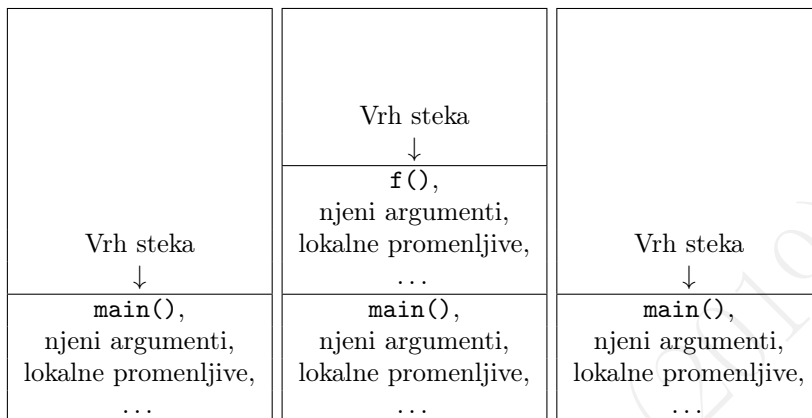 Vrh steka
↓
main(),
njeni argumenti,
lokalne promenljive,
...
Vrh steka
↓
f(),
njeni argumenti,
lokalne promenljive,
...
main(),
njeni argumenti,
lokalne promenljive,
...
Vrh steka
↓
main(),
njeni argumenti,
lokalne promenljive,
...
(2019)